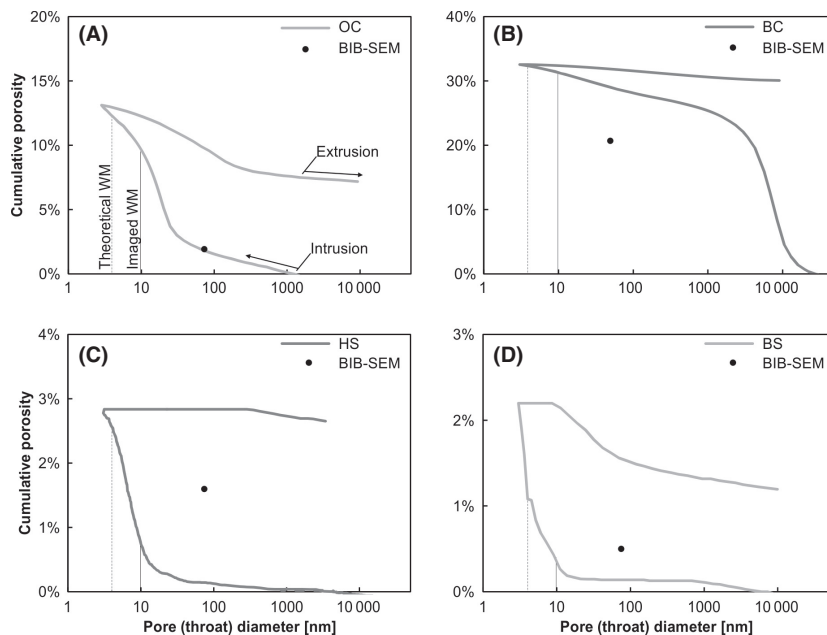 (A)
OC
BIB-SEM
20%
15%
10%
5%
0%
Cumulative porosity
Theoretical WM
Imaged WM
Extrusion
Intrusion
1
10
100
1000
10 000
(B)
BC
BIB-SEM
40%
30%
20%
10%
0%
1
10
100
1000
10 000
(C)
HS
BIB-SEM
4%
3%
2%
1%
0%
Cumulative porosity
1
10
100
1000
10 000
Pore (throat) diameter [nm]
(D)
BS
BIB-SEM
3%
2%
1%
0%
1
10
100
1000
10 000
Pore (throat) diameter [nm]